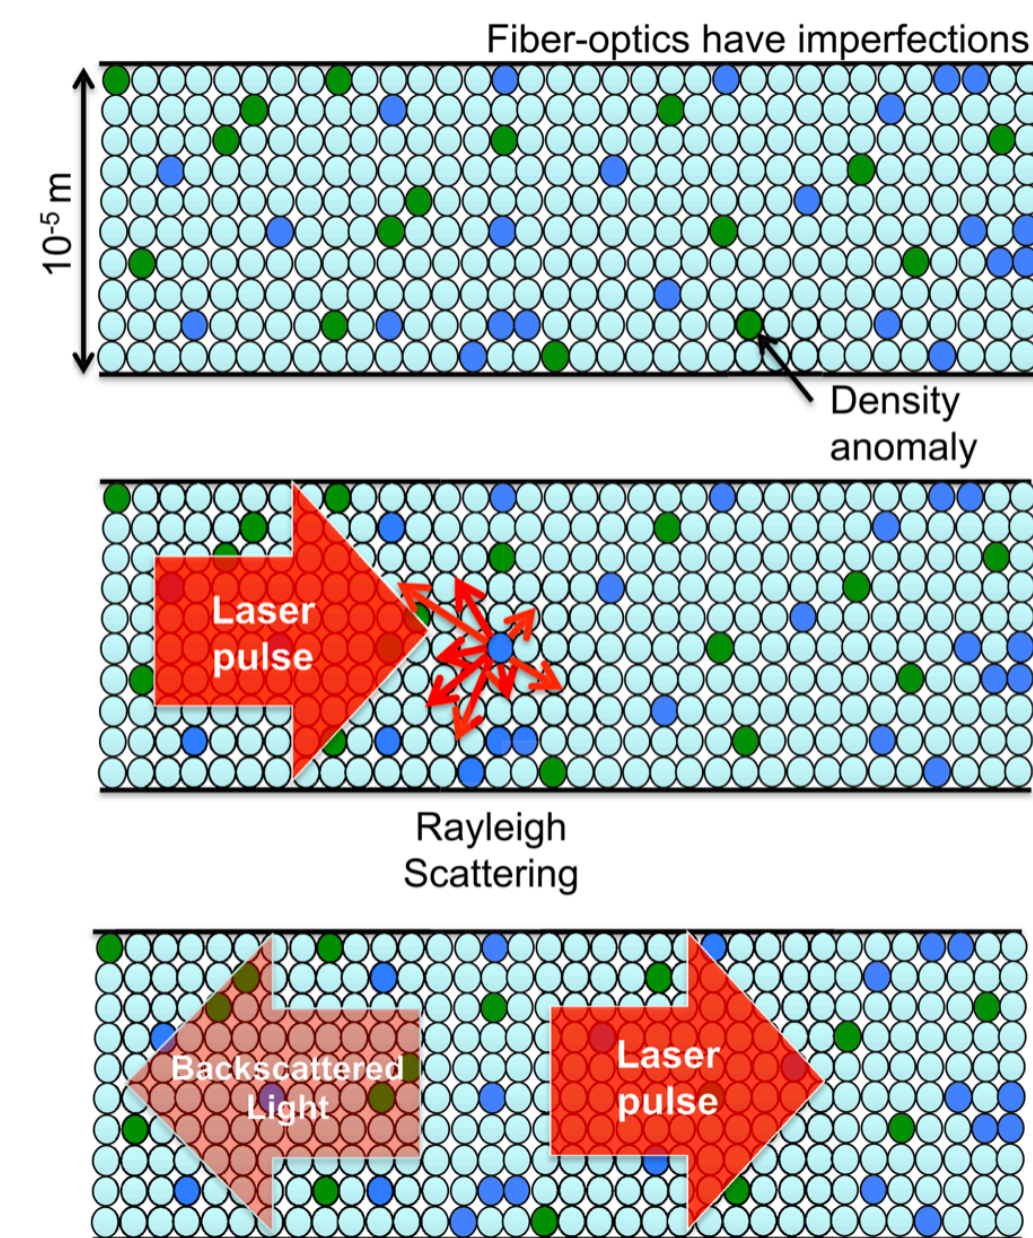 Fiber-optics have imperfections
10⁻⁵ m
Density
anomaly
Laser
pulse
Rayleigh
Scattering
Backscattered
Light
Laser
pulse